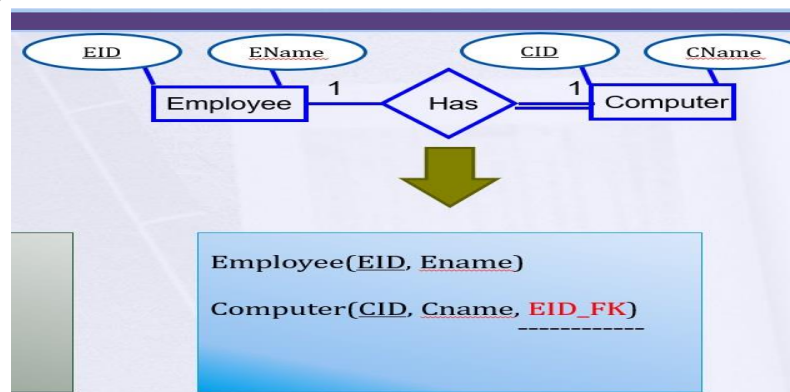 EID EName CID CName
Employee 1 Has 1 Computer
Employee(EID, Ename)
Computer(CID, Cname, EID_FK)